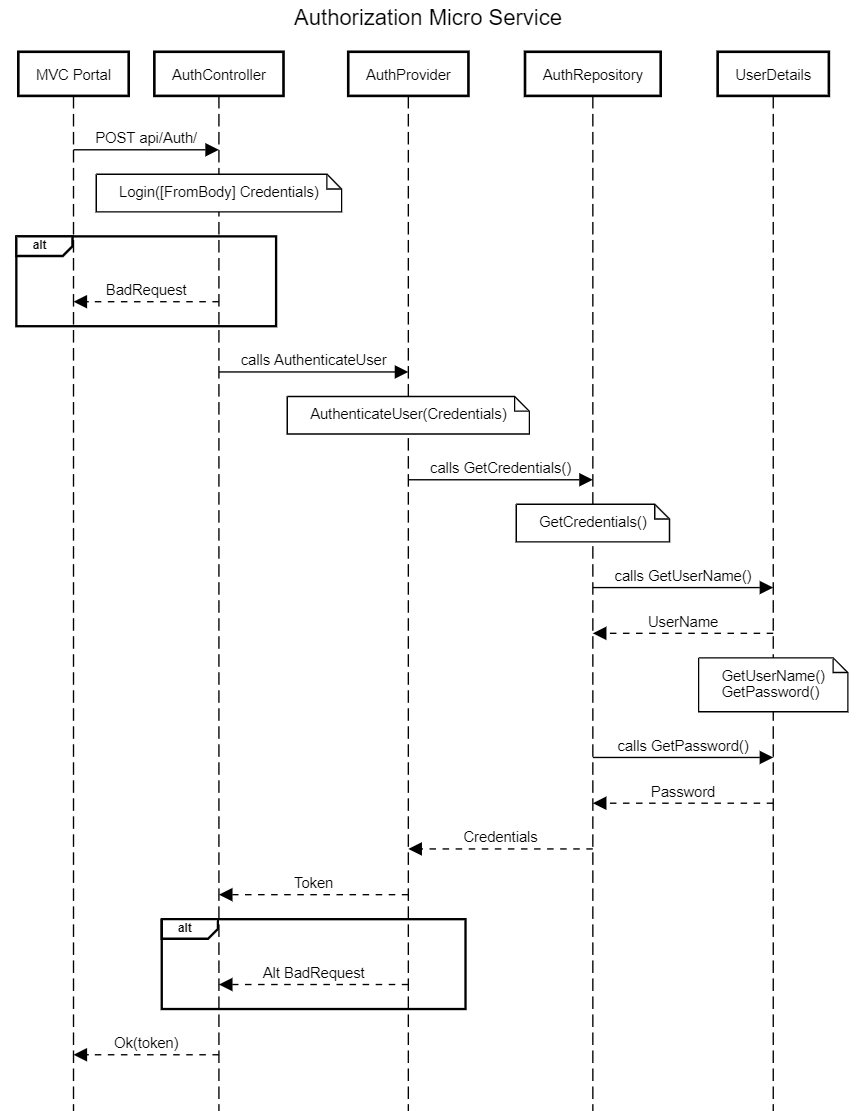 Authorization Micro Service
MVC Portal
AuthController
AuthProvider
AuthRepository
UserDetails
POST api/Auth/
Login([FromBody] Credentials)
alt
BadRequest
calls AuthenticateUser
AuthenticateUser(Credentials)
calls GetCredentials()
GetCredentials()
calls GetUserName()
UserName
GetUserName()
GetPassword()
calls GetPassword()
Password
Credentials
Token
alt
Alt BadRequest
Ok(token)